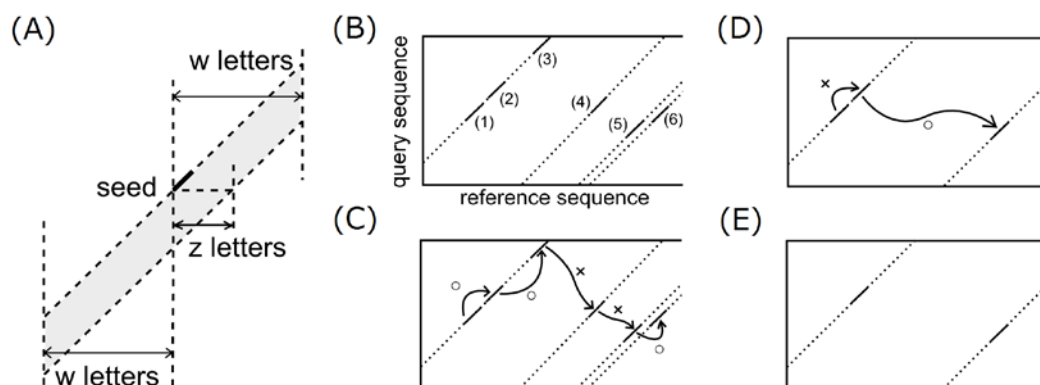 (A)
w letters
seed
z letters
w letters
(B)
query sequence
(1)
(2)
(3)
(4)
(5)
(6)
reference sequence
(C)
○
○
×
×
○
(D)
×
○
(E)